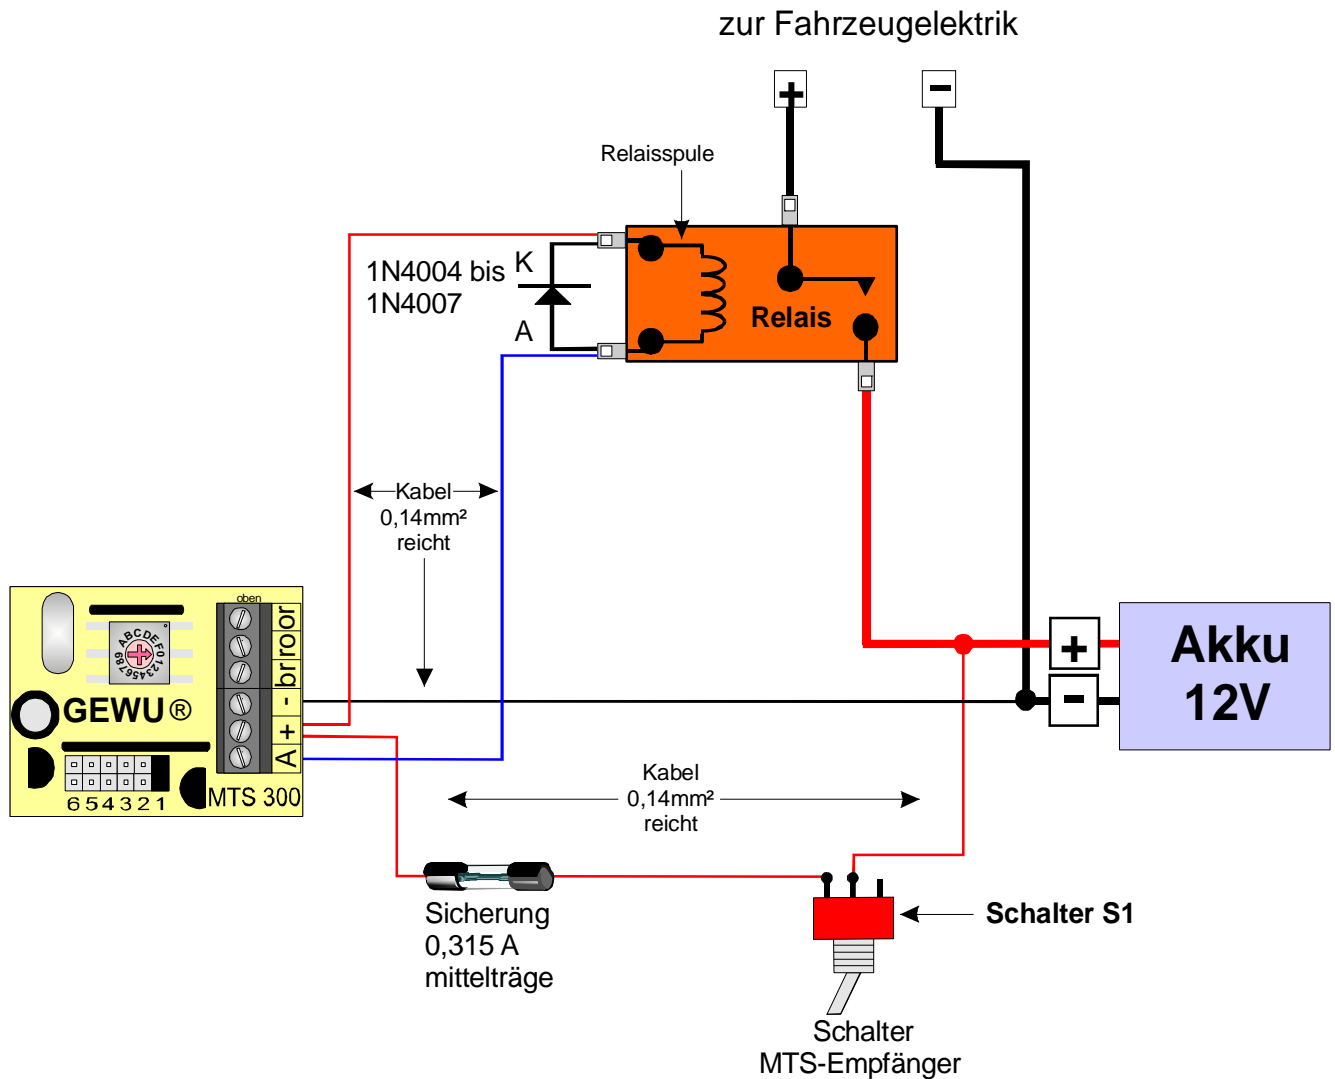 zur Fahrzeugelektrik
+
-
Relaisspule
1N4004 bis
1N4007
K
A
Relais
Kabel
0,14mm²
reicht
oben
or
ro
br
-
+
A
ABCDEF0123456789
GEWU®
6 5 4 3 2 1
MTS 300
+
-
Akku
12V
Kabel
0,14mm²
reicht
Sicherung
0,315 A
mittelträge
Schalter S1
Schalter
MTS-Empfänger